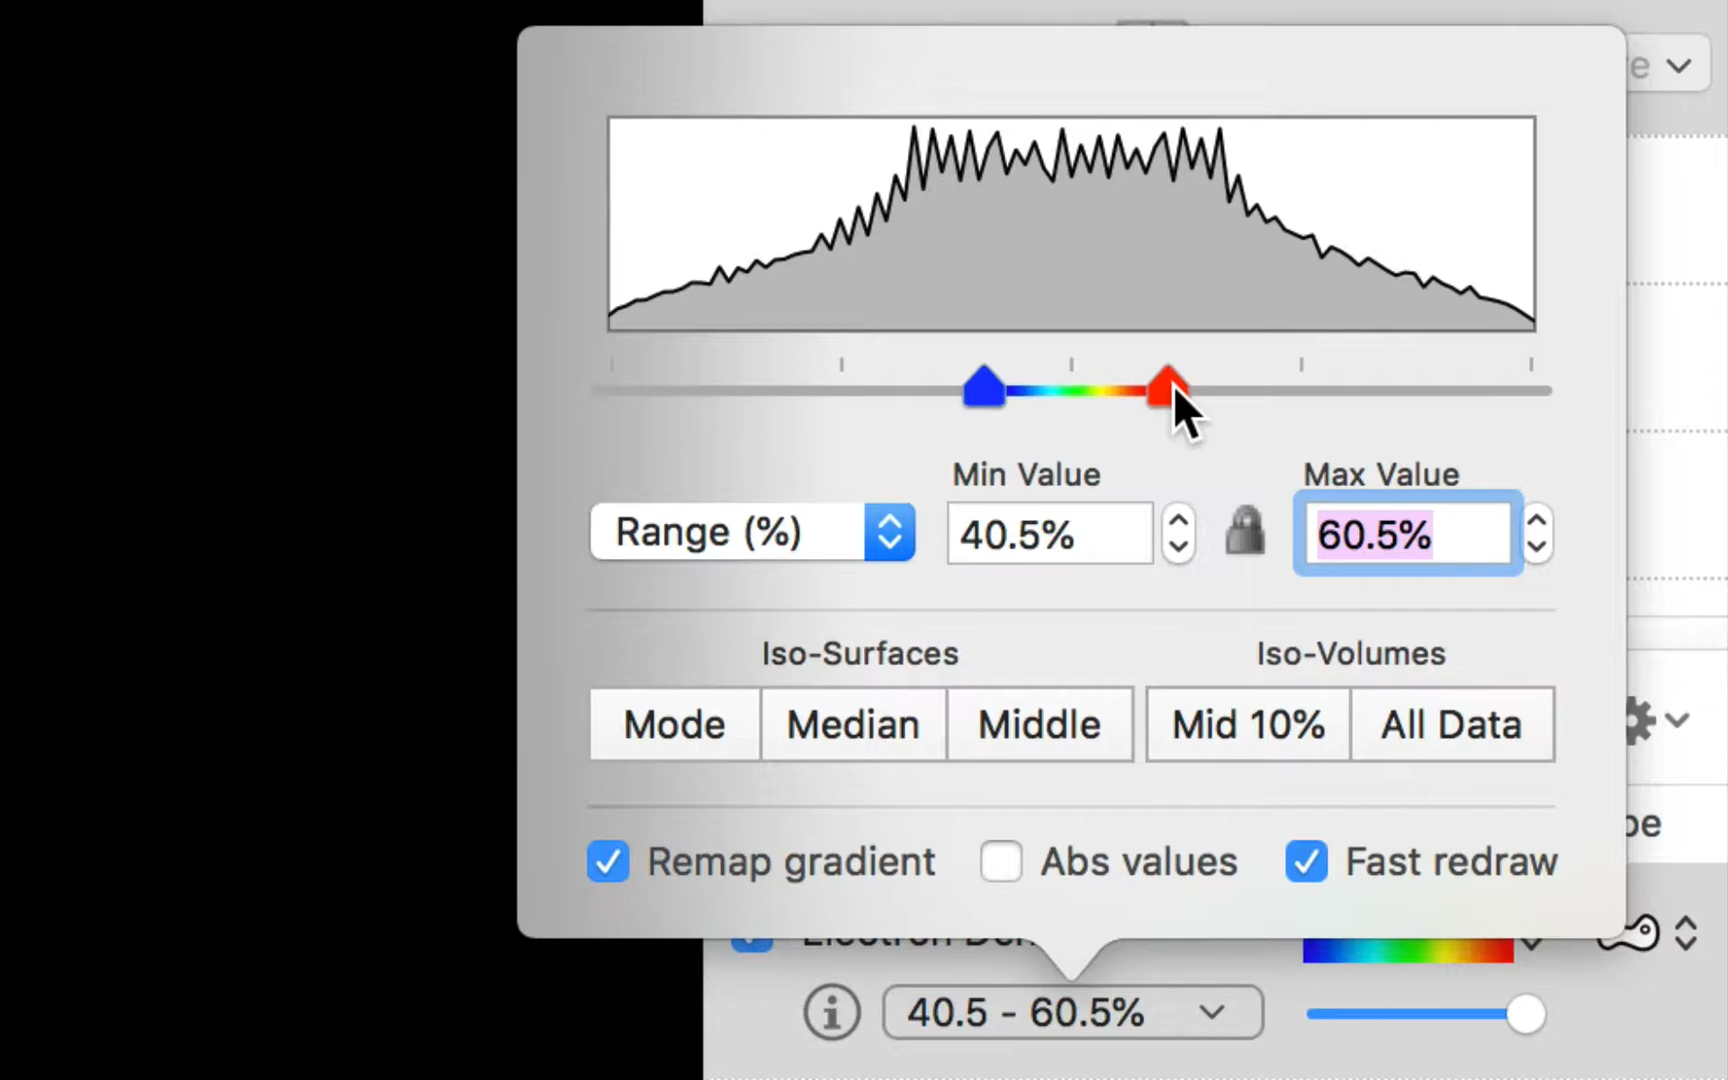 Min Value
Max Value
Range (%)
40.5%
60.5%
Iso-Surfaces
Iso-Volumes
Mode
Median
Middle
Mid 10%
All Data
Remap gradient
Abs values
Fast redraw
40.5 - 60.5%